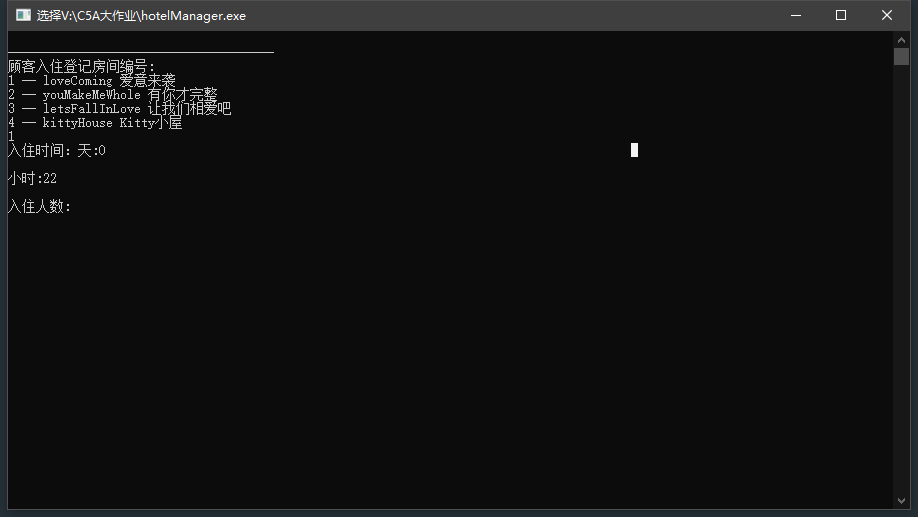 选择V:\C5A大作业\hotelManager.exe
顾客入住登记房间编号:
1 — loveComing 爱意来袭
2 — youMakeMeWhole 有你才完整
3 — letsFallInLove 让我们相爱吧
4 — kittyHouse Kitty小屋
1
入住时间: 天:0
小时:22
入住人数: